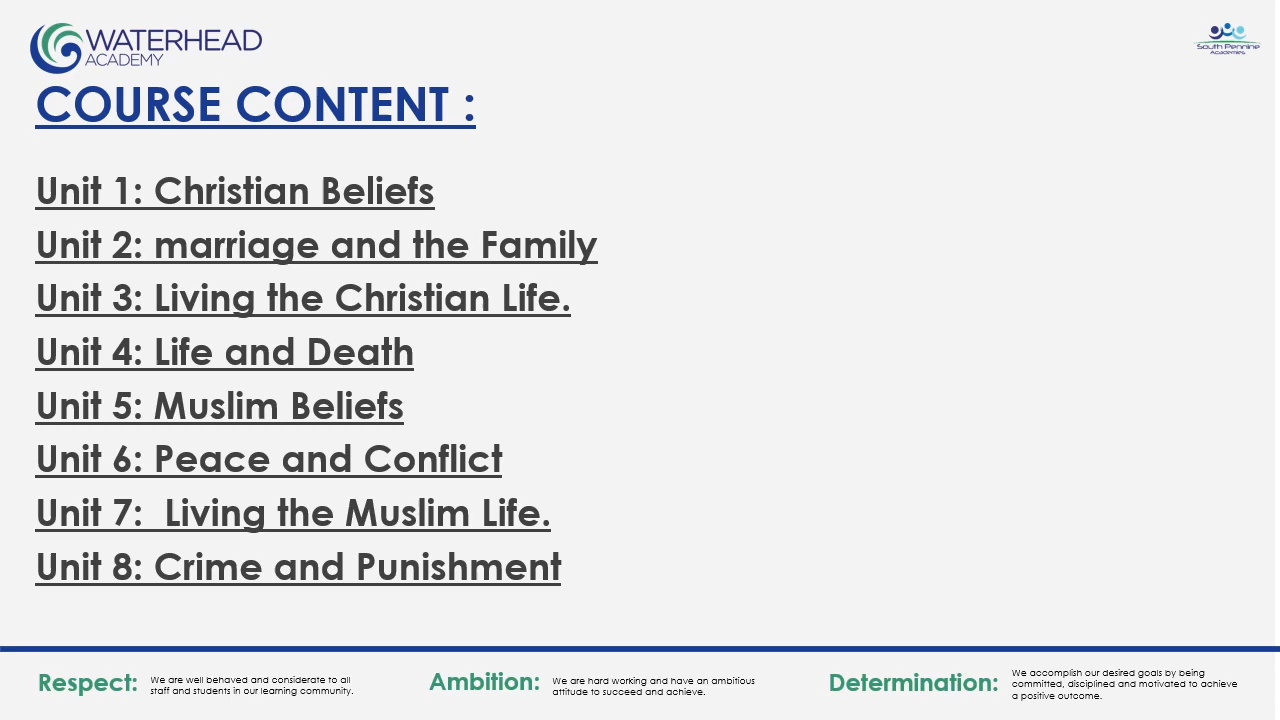 WATERHEAD
ACADEMY
South Pennine
Academies
COURSE CONTENT :
Unit 1: Christian Beliefs
Unit 2: marriage and the Family
Unit 3: Living the Christian Life.
Unit 4: Life and Death
Unit 5: Muslim Beliefs
Unit 6: Peace and Conflict
Unit 7:  Living the Muslim Life.
Unit 8: Crime and Punishment
Respect:
We are well behaved and considerate to all
staff and students in our learning community.
Ambition:
We are hard working and have an ambitious
attitude to succeed and achieve.
Determination:
We accomplish our desired goals by being
committed, disciplined and motivated to achieve
a positive outcome.